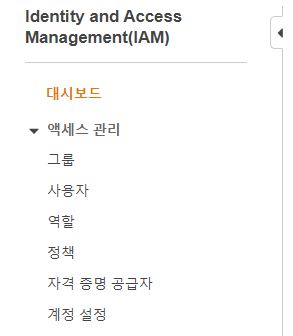 Identity and Access
Management(IAM)
대시보드
액세스 관리
그룹
사용자
역할
정책
자격 증명 공급자
계정 설정